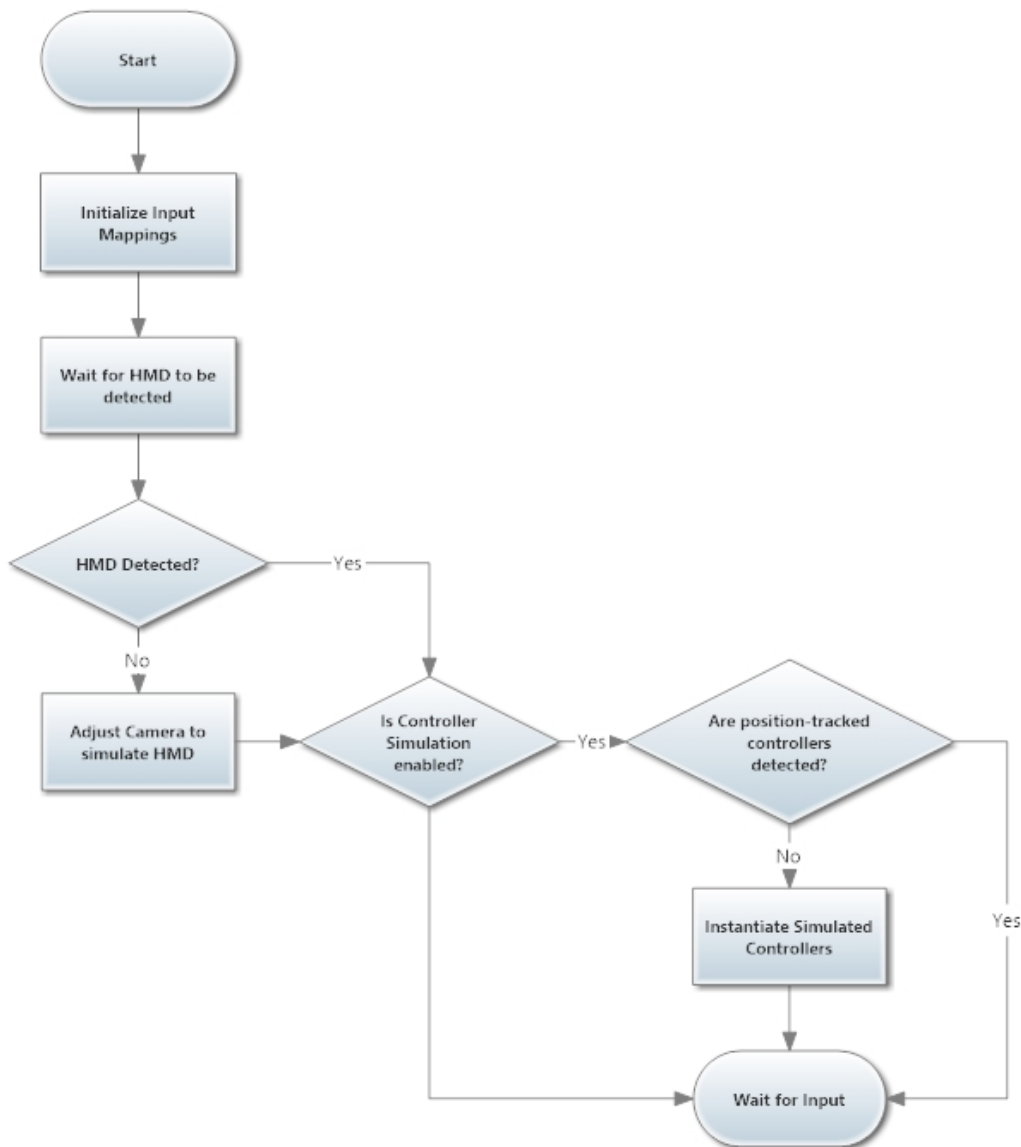 Start
Initialize Input
Mappings
Wait for HMD to be
detected
HMD Detected?
Yes
No
Adjust Camera to
simulate HMD
Is Controller
Simulation
enabled?
Yes
Are position-tracked
controllers
detected?
No
Instantiate Simulated
Controllers
Yes
Wait for Input